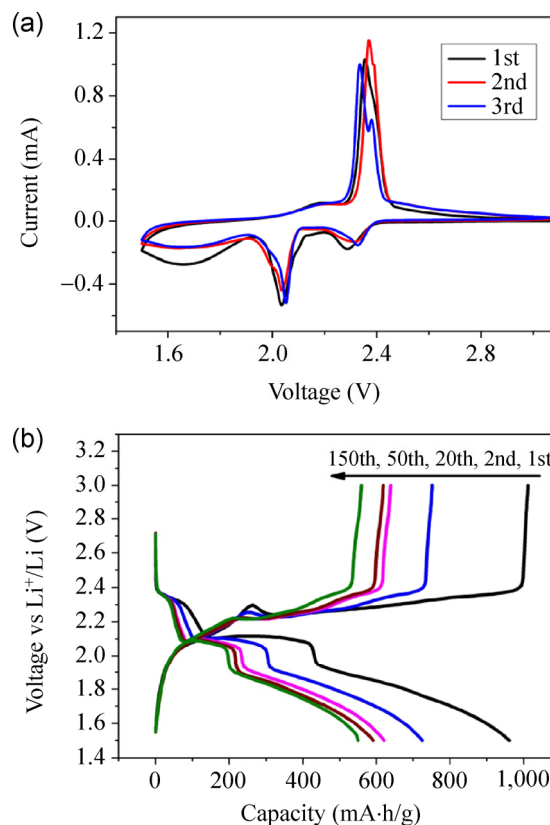 (a)
1.2
0.8
0.4
0.0
−0.4
Current (mA)
1st
2nd
3rd
1.6 2.0 2.4 2.8
Voltage (V)
(b)
3.2
3.0
2.8
2.6
2.4
2.2
2.0
1.8
1.6
1.4
Voltage vs Li⁺/Li (V)
150th, 50th, 20th, 2nd, 1st
0 200 400 600 800 1,000
Capacity (mA·h/g)